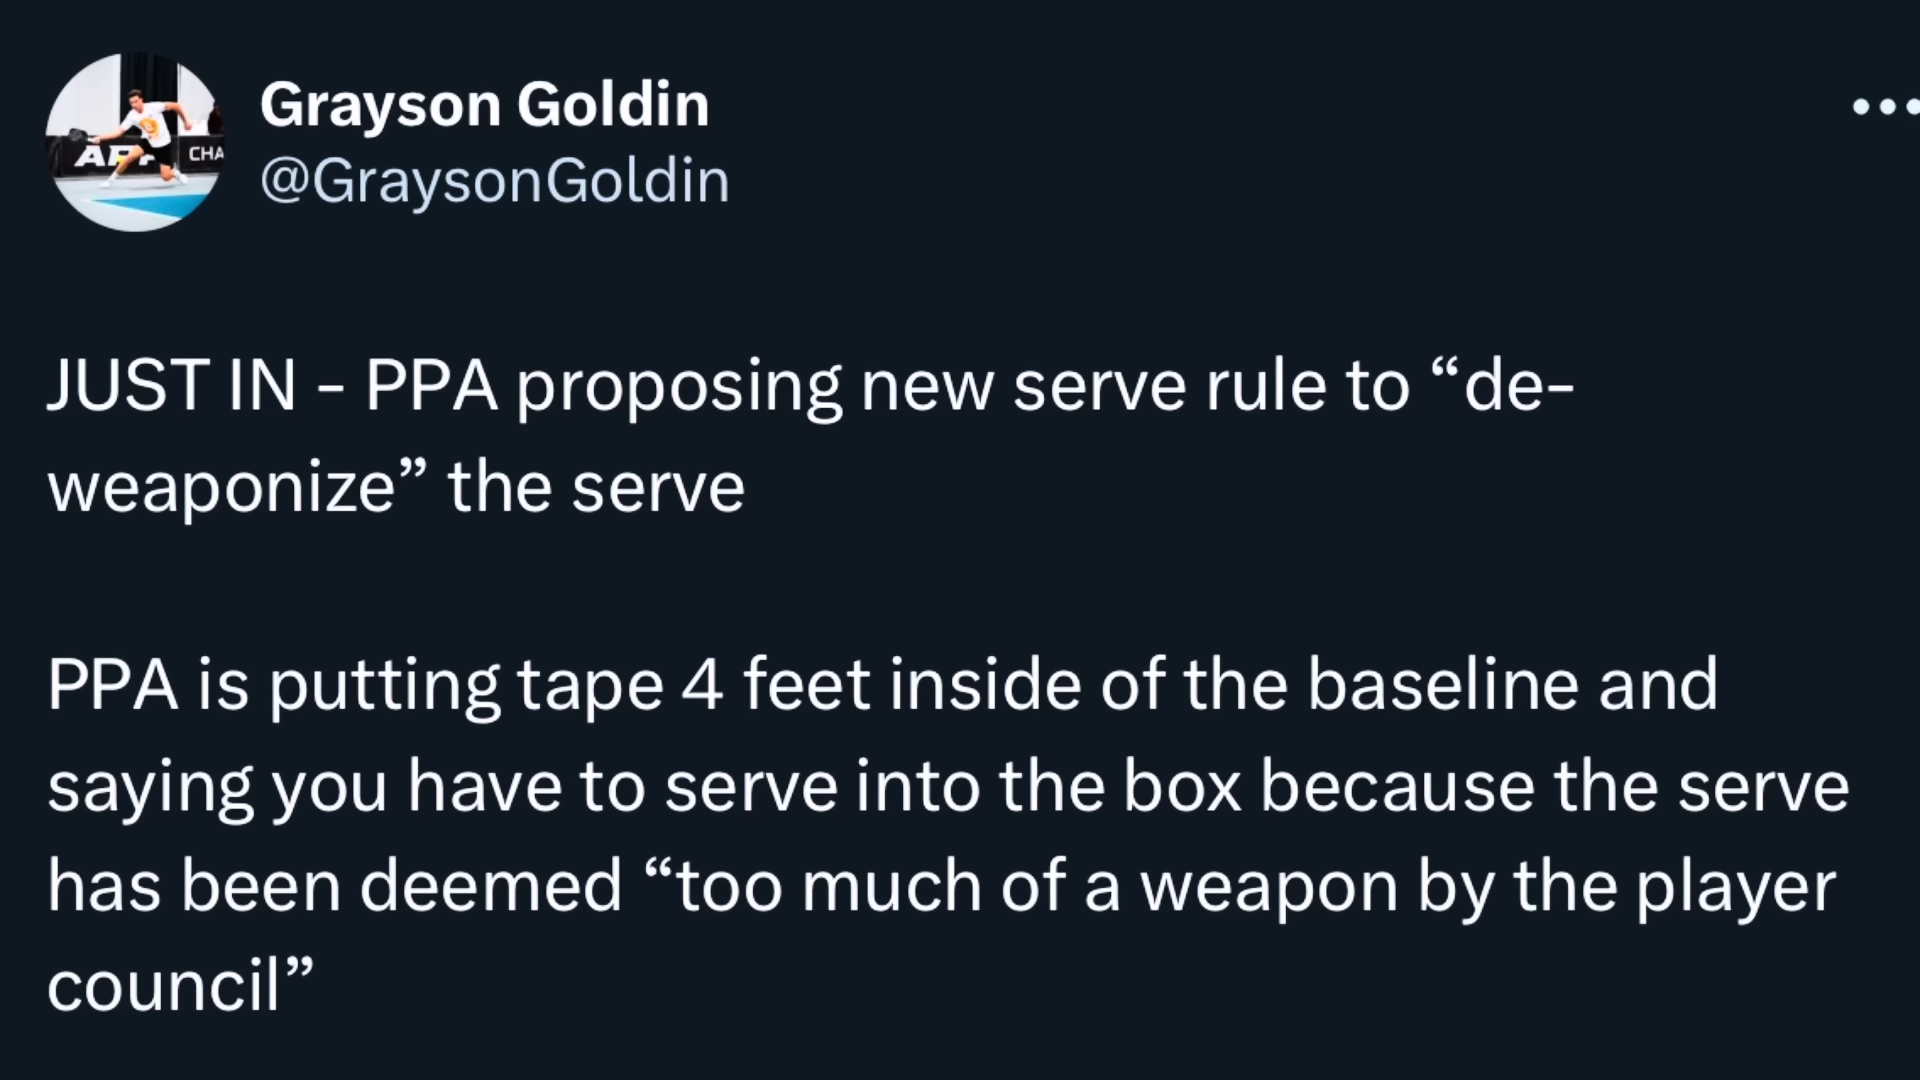 Grayson Goldin
@GraysonGoldin
CHA
JUST IN - PPA proposing new serve rule to “de-
weaponize” the serve
PPA is putting tape 4 feet inside of the baseline and
saying you have to serve into the box because the serve
has been deemed “too much of a weapon by the player
council”